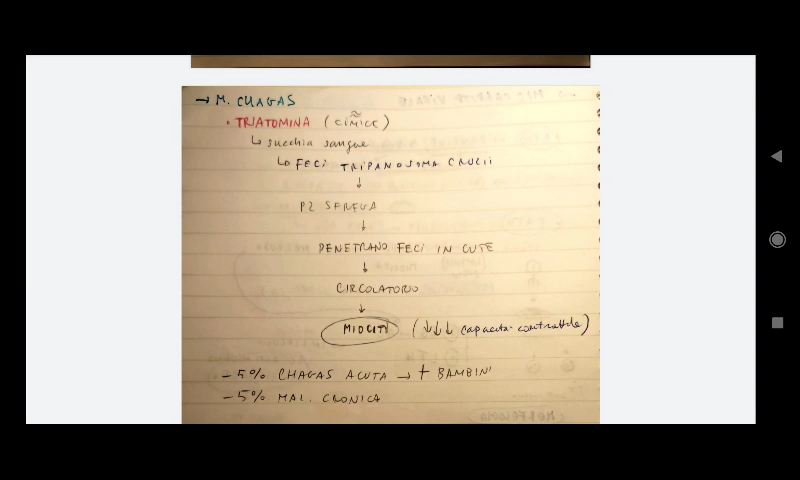 → M. CHAGAS
• TRIATOMINA (CIMICE)
↳ succhia sangue
↳ FECI TRIPANOSOMA CRUCII
↓
PZ SFREGA
↓
PENETRANO FECI IN CUTE
↓
CIRCOLATORIO
↓
MIOCITI (↓↓↓ capacità contrattile)
- 5% CHAGAS ACUTA → † BAMBINI
- 5% MAL. CRONICA